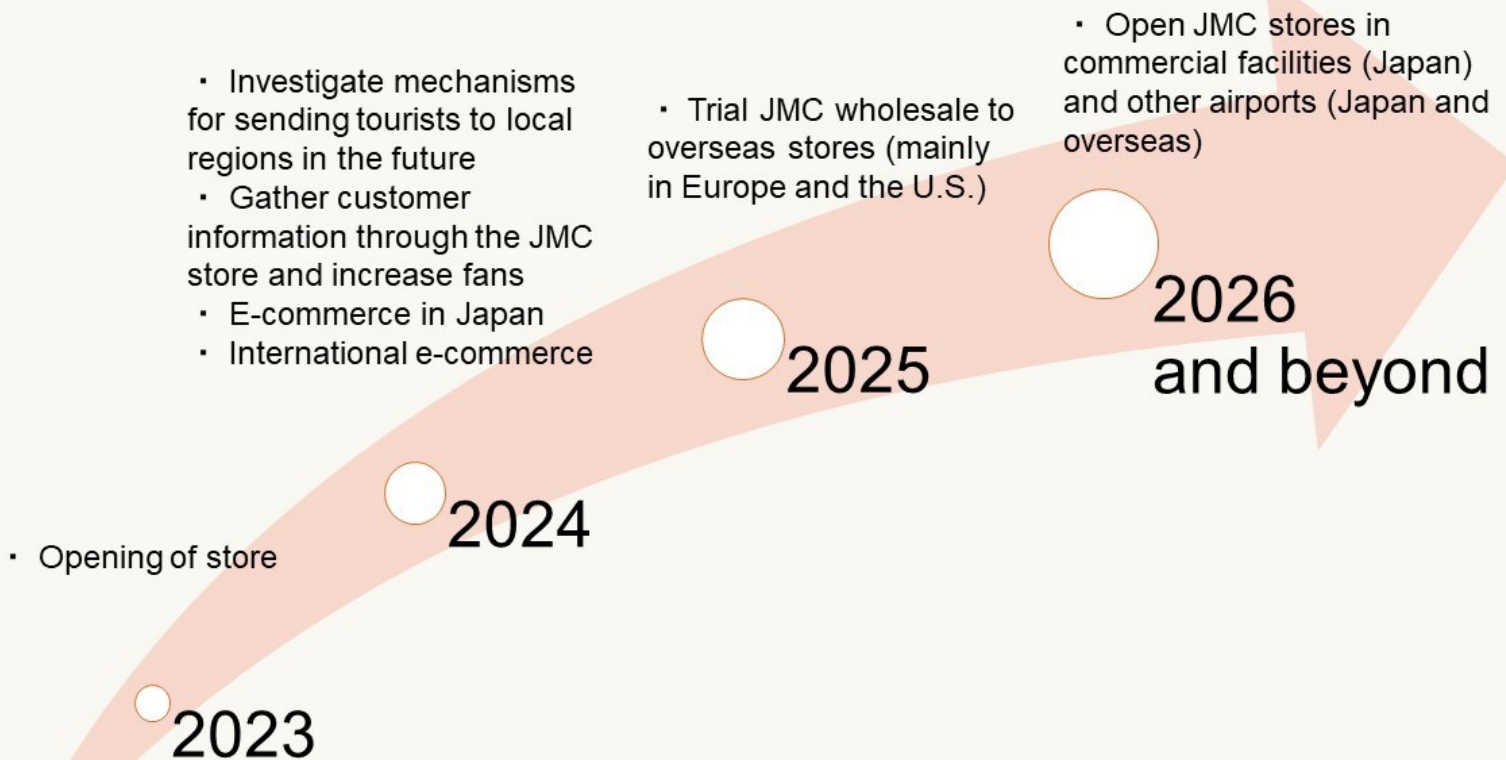 ・ Opening of store
2023
・ Investigate mechanisms
for sending tourists to local
regions in the future
・ Gather customer
information through the JMC
store and increase fans
・ E-commerce in Japan
・ International e-commerce
2024
・ Trial JMC wholesale to
overseas stores (mainly
in Europe and the U.S.)
2025
・ Open JMC stores in
commercial facilities (Japan)
and other airports (Japan and
overseas)
2026
and beyond